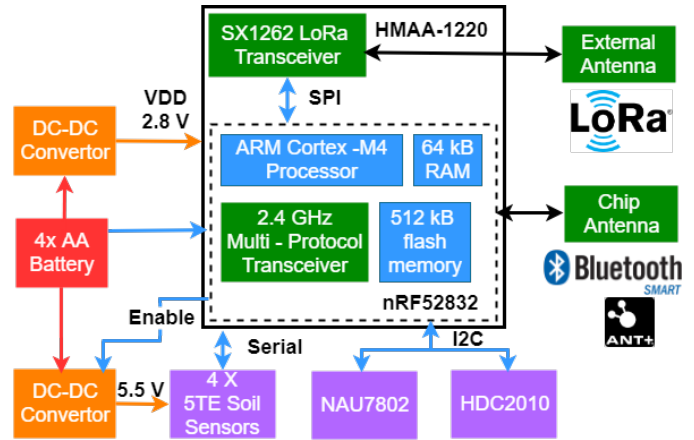 SX1262 LoRa
Transceiver
HMAA-1220
External
Antenna
SPI
LoRa®
VDD
2.8 V
DC-DC
Convertor
ARM Cortex -M4
Processor
64 kB
RAM
Chip
Antenna
4x AA
Battery
2.4 GHz
Multi - Protocol
Transceiver
512 kB
flash
memory
Bluetooth
SMART
nRF52832
ANT+
Enable
Serial
I2C
DC-DC
Convertor
5.5 V
4 X
5TE Soil
Sensors
NAU7802
HDC2010